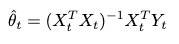 θ̂_t = (X_t^T X_t)^{-1} X_t^T Y_t